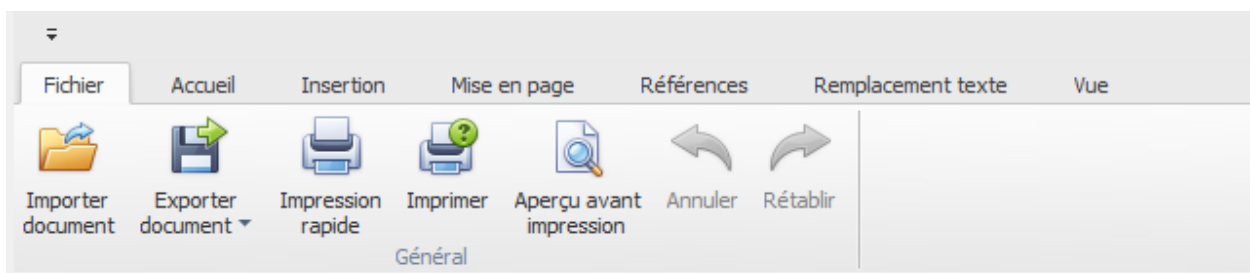 Fichier Accueil Insertion Mise en page Références Remplacement texte Vue
Importer Exporter Impression Imprimer Aperçu avant Annuler Rétablir
document document rapide impression
Général